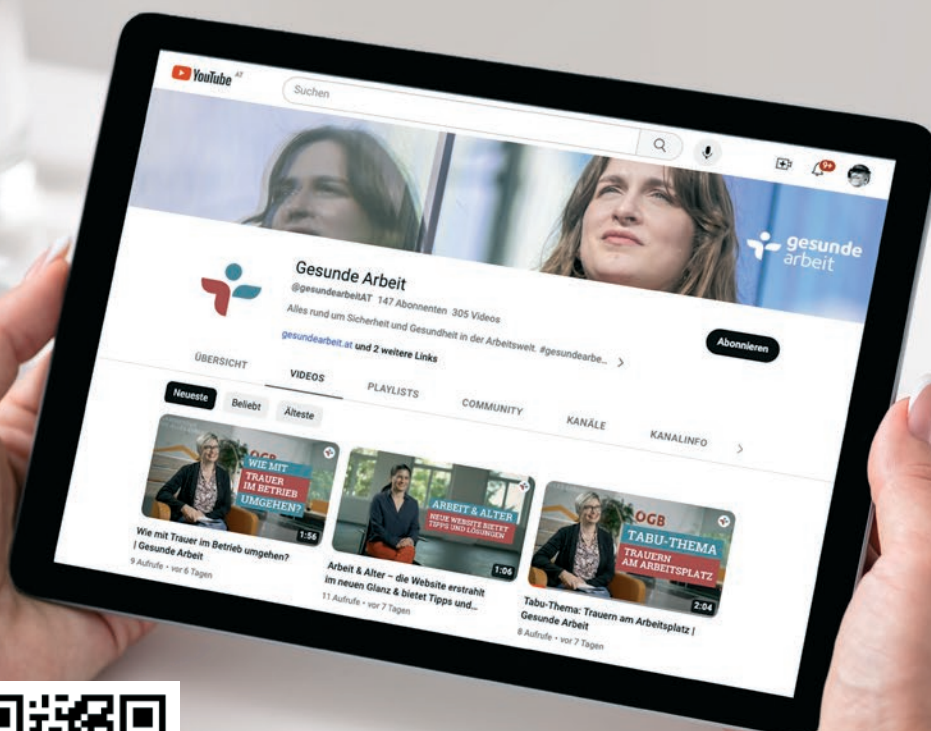 YouTube AT
Suchen
9+
gesunde
arbeit
Gesunde Arbeit
@gesundearbeitAT 147 Abonnenten 305 Videos
Alles rund um Sicherheit und Gesundheit in der Arbeitswelt. #gesundearbe...
gesundearbeit.at und 2 weitere Links
Abonnieren
ÜBERSICHT VIDEOS PLAYLISTS COMMUNITY KANÄLE KANALINFO
Neueste Beliebt Älteste
WIE MIT
TRAUER
IM BETRIEB
UMGEHEN?
1:56
Wie mit Trauer im Betrieb umgehen?
| Gesunde Arbeit
9 Aufrufe • vor 6 Tagen
ARBEIT & ALTER
NEUE WEBSITE BIETET
TIPPS UND LÖSUNGEN
1:06
Arbeit & Alter – die Website erstrahlt
im neuen Glanz & bietet Tipps und...
11 Aufrufe • vor 7 Tagen
OGB
TABU-THEMA
TRAUERN
AM ARBEITSPLATZ
2:04
Tabu-Thema: Trauern am Arbeitsplatz |
Gesunde Arbeit
8 Aufrufe • vor 7 Tagen